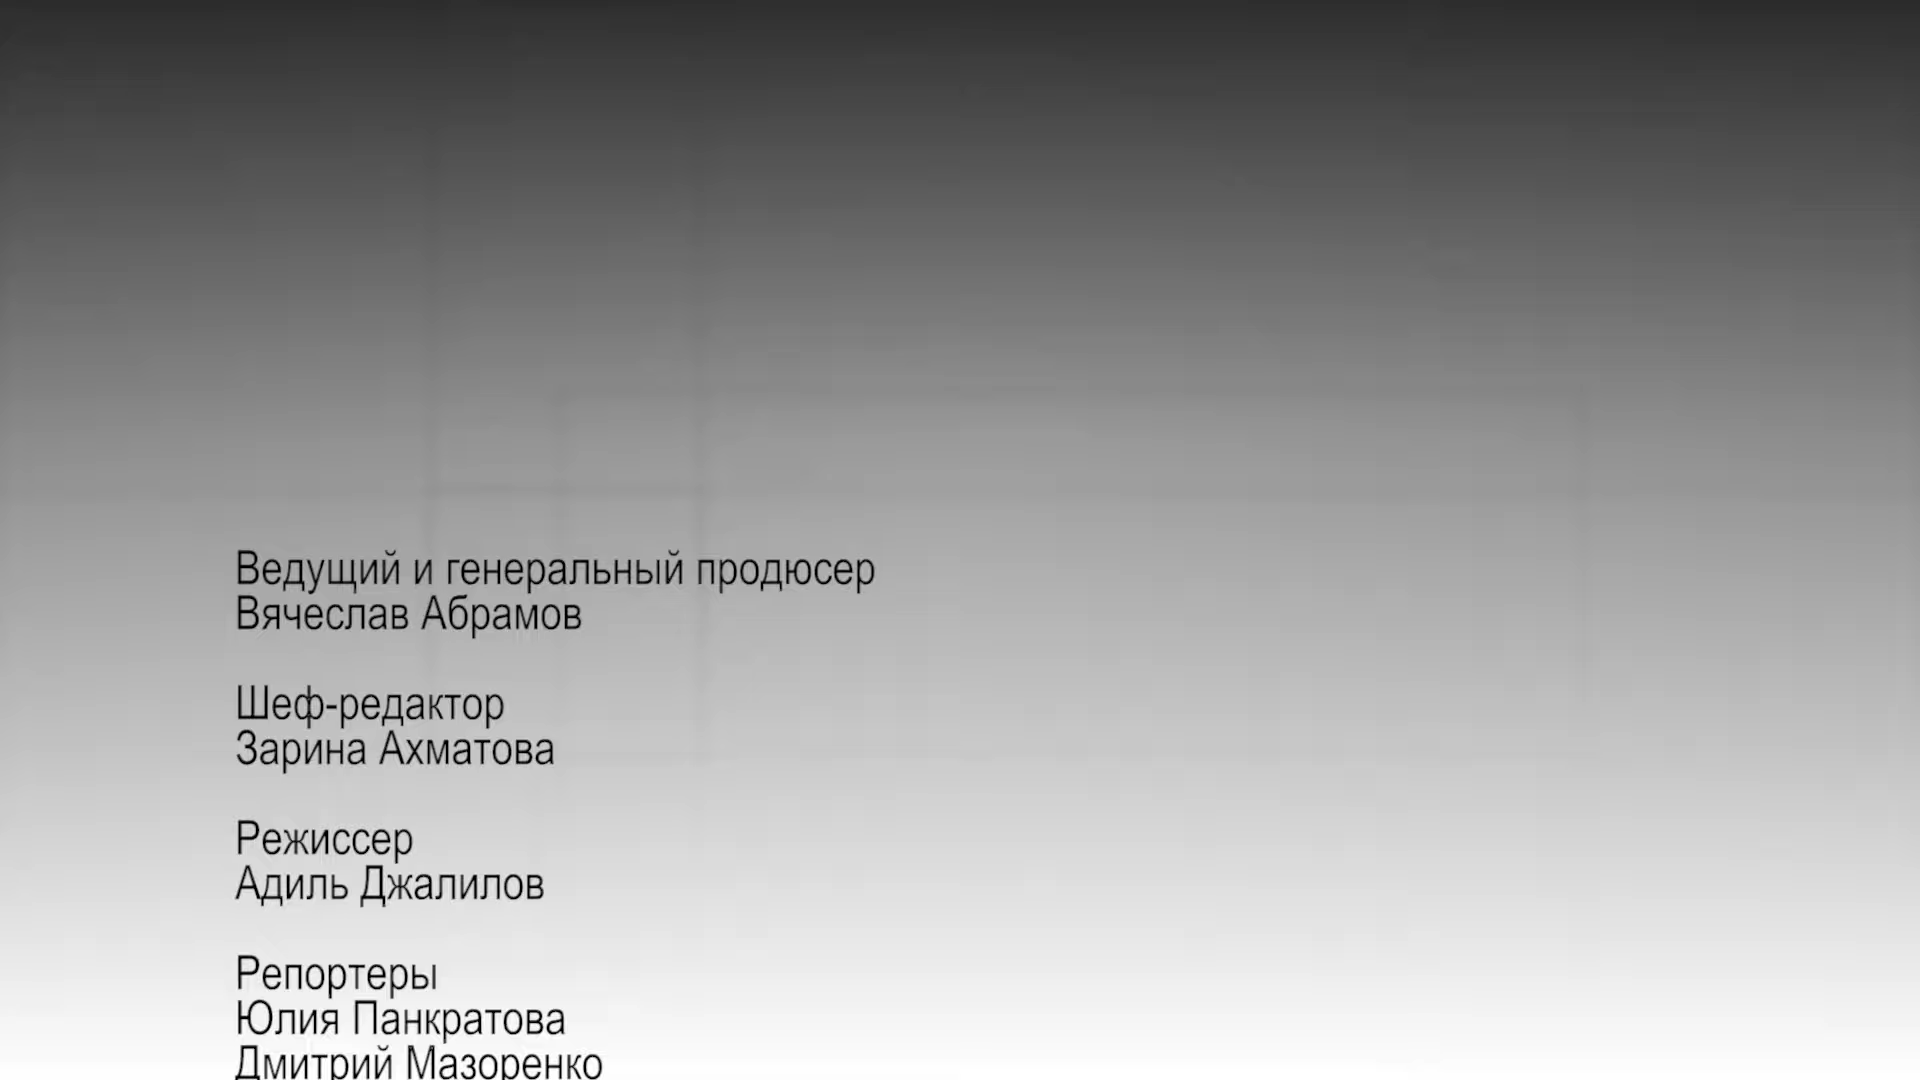 Ведущий и генеральный продюсер
Вячеслав Абрамов
Шеф-редактор
Зарина Ахматова
Режиссер
Адиль Джалилов
Репортеры
Юлия Панкратова
Дмитрий Мазоренко